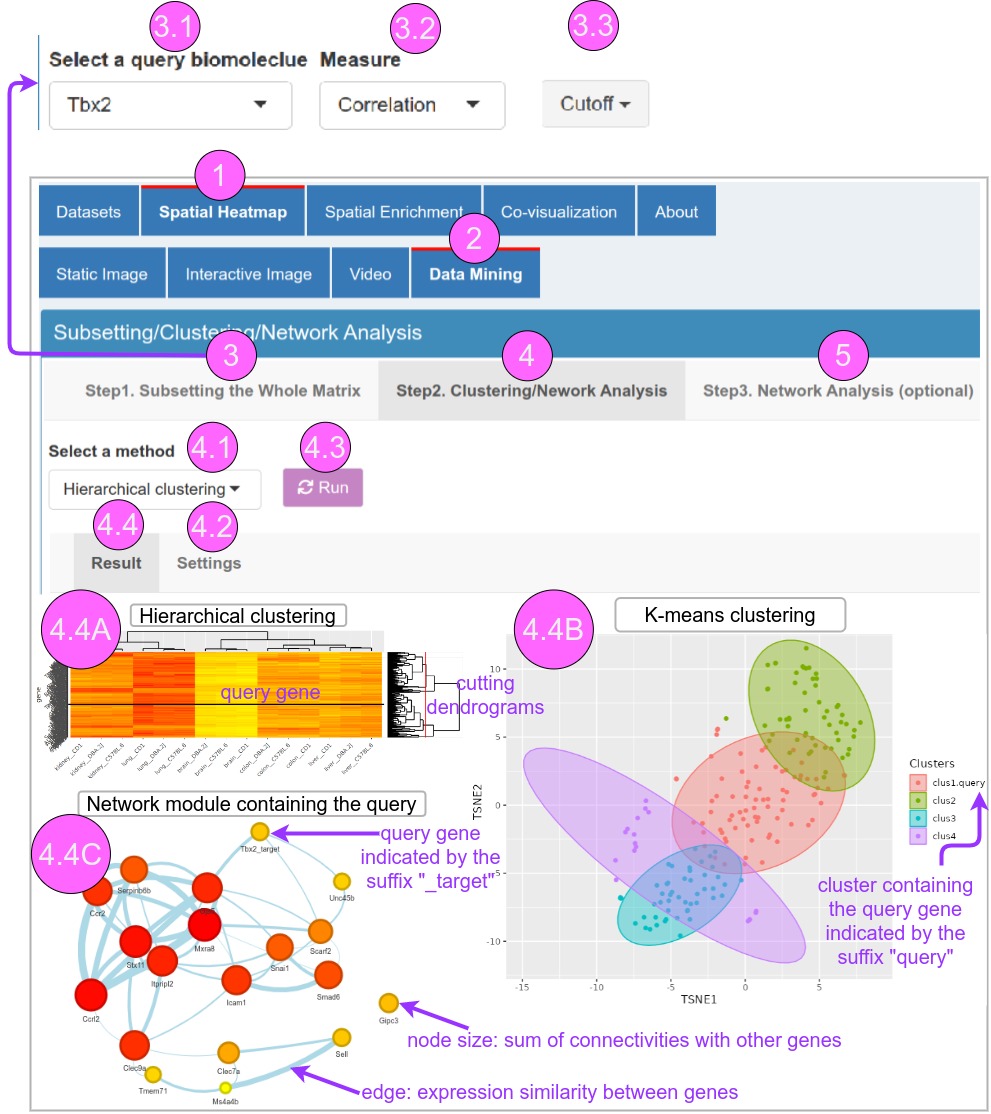 3.1
3.2
3.3
Select a query biomoleclue
Measure
Tbx2
Correlation
Cutoff
1
Datasets
Spatial Heatmap
Spatial Enrichment
Co-visualization
About
2
Static Image
Interactive Image
Video
Data Mining
Subsetting/Clustering/Network Analysis
3
4
5
Step1. Subsetting the Whole Matrix
Step2. Clustering/Nework Analysis
Step3. Network Analysis (optional)
Select a method
4.1
4.3
Hierarchical clustering
Run
4.4
4.2
Result
Settings
4.4A
Hierarchical clustering
gene
query gene
cutting
dendrograms
kidney__CD1
kidney__DBA.2J
kidney__C57BL.6
lung__CD1
lung__DBA.2J
lung__C57BL.6
brain__DBA.2J
brain__C57BL.6
brain__CD1
colon__DBA.2J
colon__C57BL.6
colon__CD1
liver__CD1
liver__DBA.2J
liver__C57BL.6
4.4B
K-means clustering
10
5
0
-5
-10
TSNE2
-15
-10
-5
0
5
TSNE1
Clusters
clus1.query
clus2
clus3
clus4
cluster containing
the query gene
indicated by the
suffix "query"
Network module containing the query
4.4C
query gene
indicated by the
suffix "_target"
Tbx2_target
Serpinb6b
Ccr2
Unc45b
Mxra8
Scarf2
Stx11
Snai1
Itpripl2
Icam1
Smad6
Ccrl2
Gipc3
node size: sum of connectivities with other genes
Sell
Clec9a
Clec7a
Tmem71
Ms4a4b
edge: expression similarity between genes